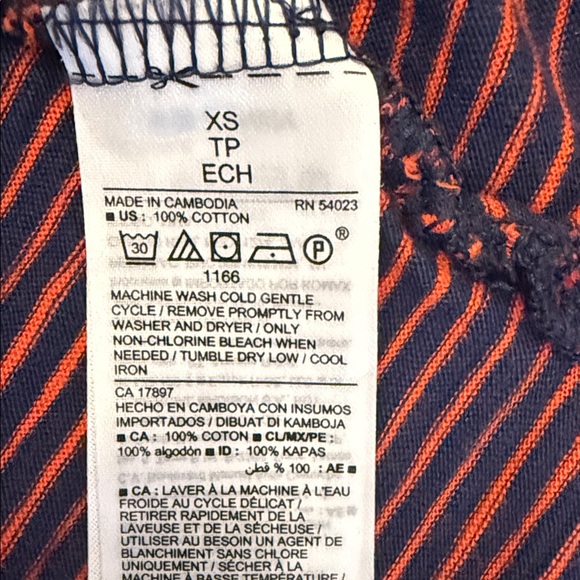 XS
TP
ECH
MADE IN CAMBODIA RN 54023
■ US : 100% COTTON
30 P ®
1166
MACHINE WASH COLD GENTLE
CYCLE / REMOVE PROMPTLY FROM
WASHER AND DRYER / ONLY
NON-CHLORINE BLEACH WHEN
NEEDED / TUMBLE DRY LOW / COOL
IRON
CA 17897
HECHO EN CAMBOYA CON INSUMOS
IMPORTADOS / DIBUAT DI KAMBOJA
■ CA : 100% COTON ■ CL/MX/PE :
100% algodón ■ ID : 100% KAPAS
■ AE : 100 % قطن
■ CA : LAVER À LA MACHINE À L'EAU
FROIDE AU CYCLE DÉLICAT /
RETIRER RAPIDEMENT DE LA
LAVEUSE ET DE LA SÉCHEUSE /
UTILISER AU BESOIN UN AGENT DE
BLANCHIMENT SANS CHLORE
UNIQUEMENT / SÉCHER À LA
MACHINE À BASSE TEMPÉRATURE /